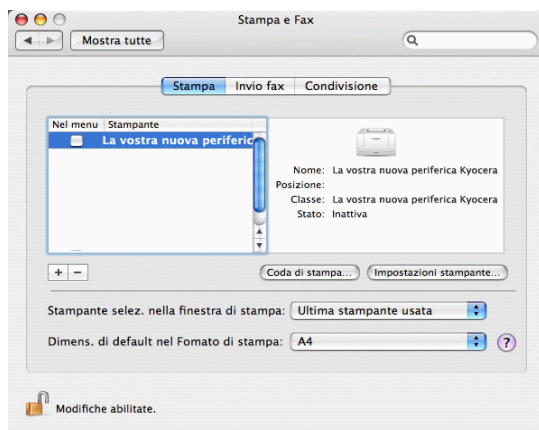 Stampa e Fax
Mostra tutte
Stampa Invio fax Condivisione
Nel menu Stampante
La vostra nuova periferic
Nome: La vostra nuova periferica Kyocera
Posizione:
Classe: La vostra nuova periferica Kyocera
Stato: Inattiva
+ −
Coda di stampa... Impostazioni stampante...
Stampante selez. nella finestra di stampa: Ultima stampante usata
Dimens. di default nel Fomato di stampa: A4 ?
Modifiche abilitate.